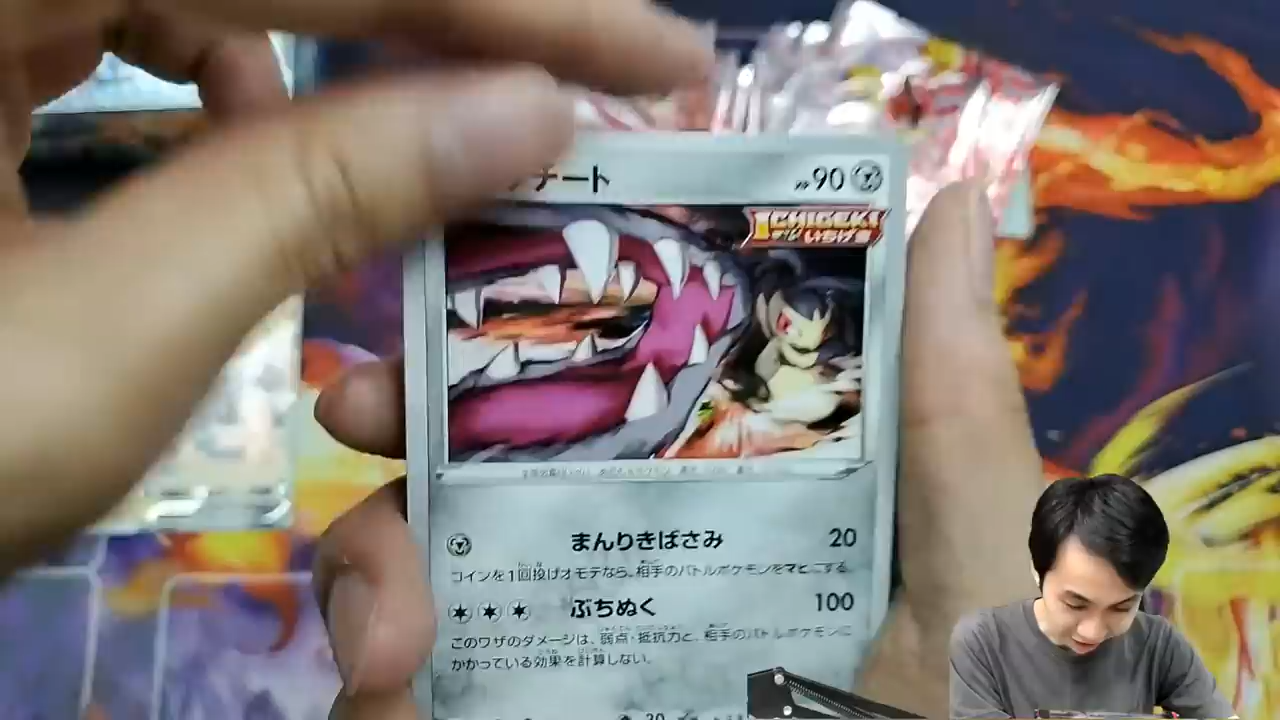 チート
HP90
ICHIGEKI
いちげき
まんりきばさみ 20
コインを1回投げオモテなら、相手のバトルポケモンをマヒにする。
ぶちぬく 100
このワザのダメージは、弱点・抵抗力と、相手のバトルポケモンに
かかっている効果を計算しない。
30